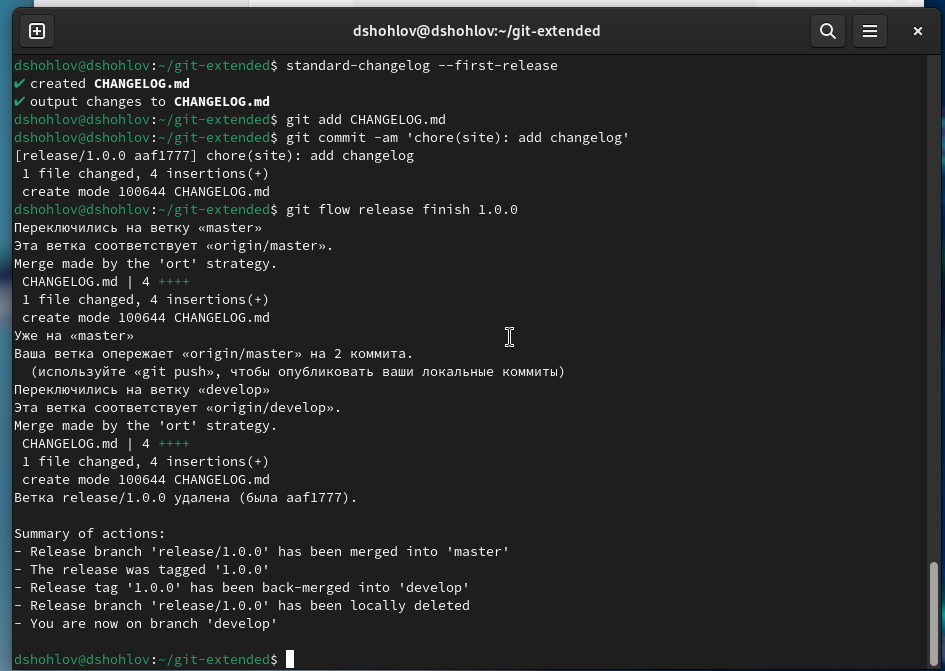 dshohlov@dshohlov:~/git-extended
dshohlov@dshohlov:~/git-extended$ standard-changelog --first-release
✔ created CHANGELOG.md
✔ output changes to CHANGELOG.md
dshohlov@dshohlov:~/git-extended$ git add CHANGELOG.md
dshohlov@dshohlov:~/git-extended$ git commit -am 'chore(site): add changelog'
[release/1.0.0 aaf1777] chore(site): add changelog
 1 file changed, 4 insertions(+)
 create mode 100644 CHANGELOG.md
dshohlov@dshohlov:~/git-extended$ git flow release finish 1.0.0
Переключились на ветку «master»
Эта ветка соответствует «origin/master».
Merge made by the 'ort' strategy.
 CHANGELOG.md | 4 ++++
 1 file changed, 4 insertions(+)
 create mode 100644 CHANGELOG.md
Уже на «master»
Ваша ветка опережает «origin/master» на 2 коммита.
  (используйте «git push», чтобы опубликовать ваши локальные коммиты)
Переключились на ветку «develop»
Эта ветка соответствует «origin/develop».
Merge made by the 'ort' strategy.
 CHANGELOG.md | 4 ++++
 1 file changed, 4 insertions(+)
 create mode 100644 CHANGELOG.md
Ветка release/1.0.0 удалена (была aaf1777).
Summary of actions:
- Release branch 'release/1.0.0' has been merged into 'master'
- The release was tagged '1.0.0'
- Release tag '1.0.0' has been back-merged into 'develop'
- Release branch 'release/1.0.0' has been locally deleted
- You are now on branch 'develop'
dshohlov@dshohlov:~/git-extended$